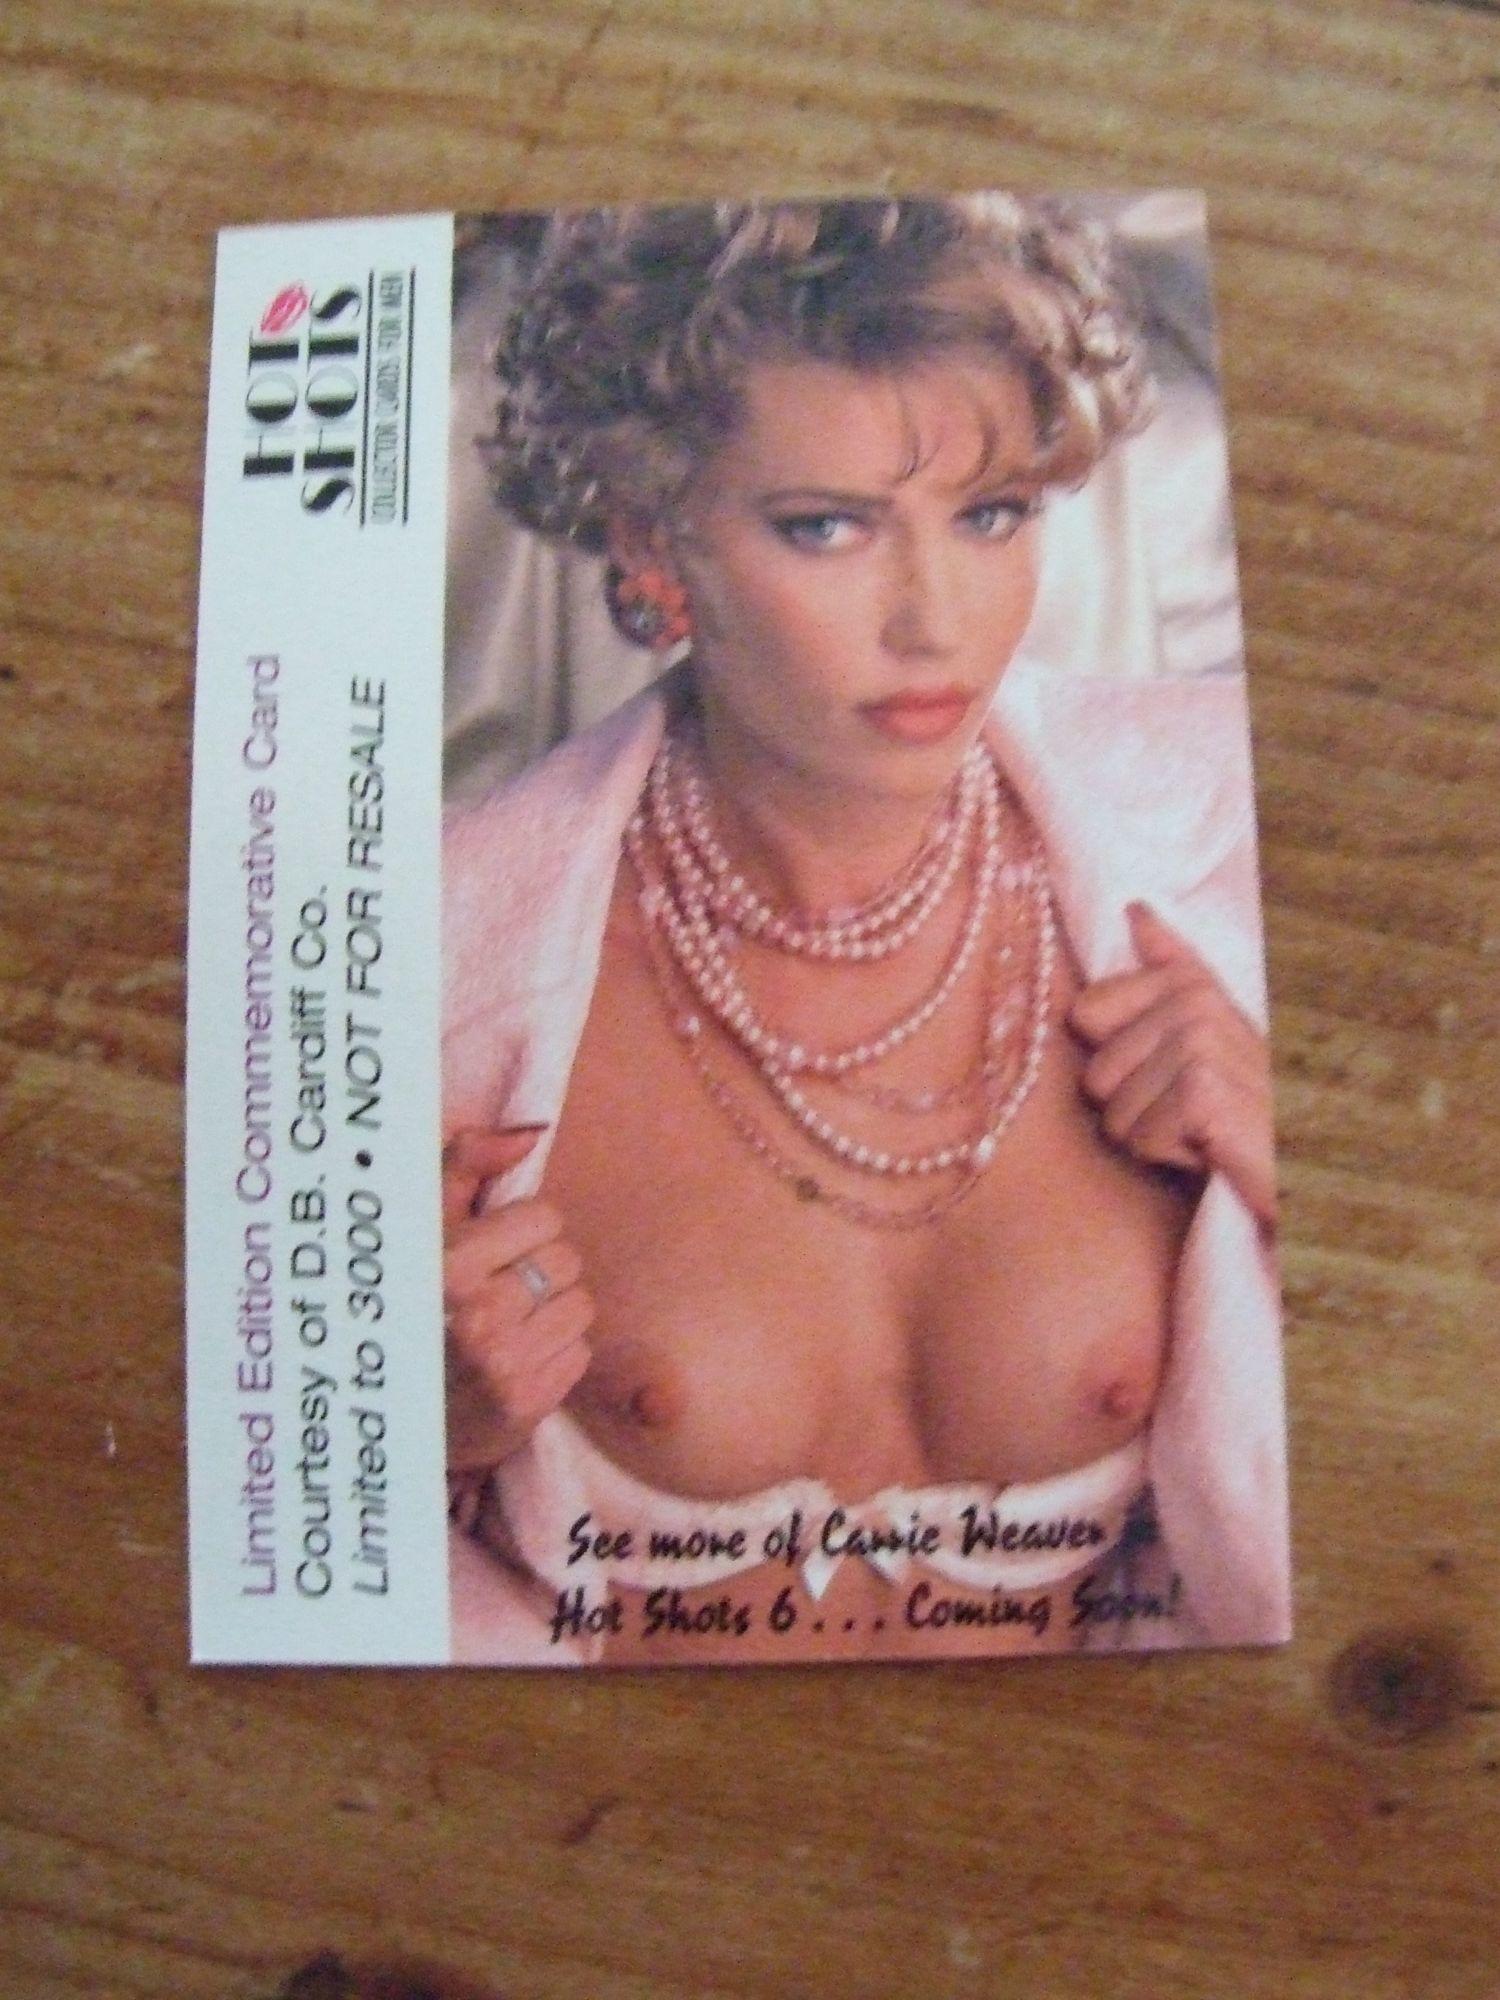 HOT
SHOTS
COLLECTOR CARDS FOR MEN
Limited Edition Commemorative Card
Courtesy of D.B. Cardiff Co.
Limited to 3000 • NOT FOR RESALE
See more of Carrie Weaver in
Hot Shots 6 . . . Coming Soon!